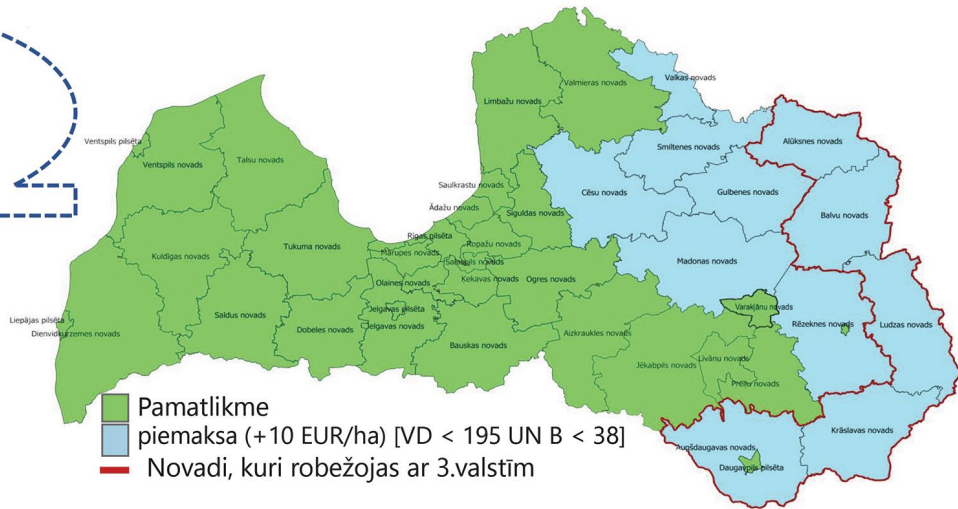 Valkas novads
Valmieras novads
Limbažu novads
Ventspils pilsēta
Alūksnes novads
Smiltenes novads
Ventspils novads
Talsu novads
Saulkrastu novads
Cēsu novads
Gulbenes novads
Ādažu novads
Siguldas novads
Balvu novads
Rīgas pilsēta
Ropažu novads
Tukuma novads
Mārupes novads
Kuldīgas novads
Salaspils novads
Madonas novads
Olaines novads
Ķekavas novads
Ogres novads
Jelgavas pilsēta
Varakļānu novads
Saldus novads
Liepājas pilsēta
Dienvidkurzemes novads
Dobeles novads
Jelgavas novads
Rēzeknes novads
Ludzas novads
Bauskas novads
Aizkraukles novads
Līvānu novads
Jēkabpils novads
Preiļu novads
Krāslavas novads
Augšdaugavas novads
Daugavpils pilsēta
Pamatlikme
piemaksa (+10 EUR/ha) [VD < 195 UN B < 38]
Novadi, kuri robežojas ar 3.valstīm